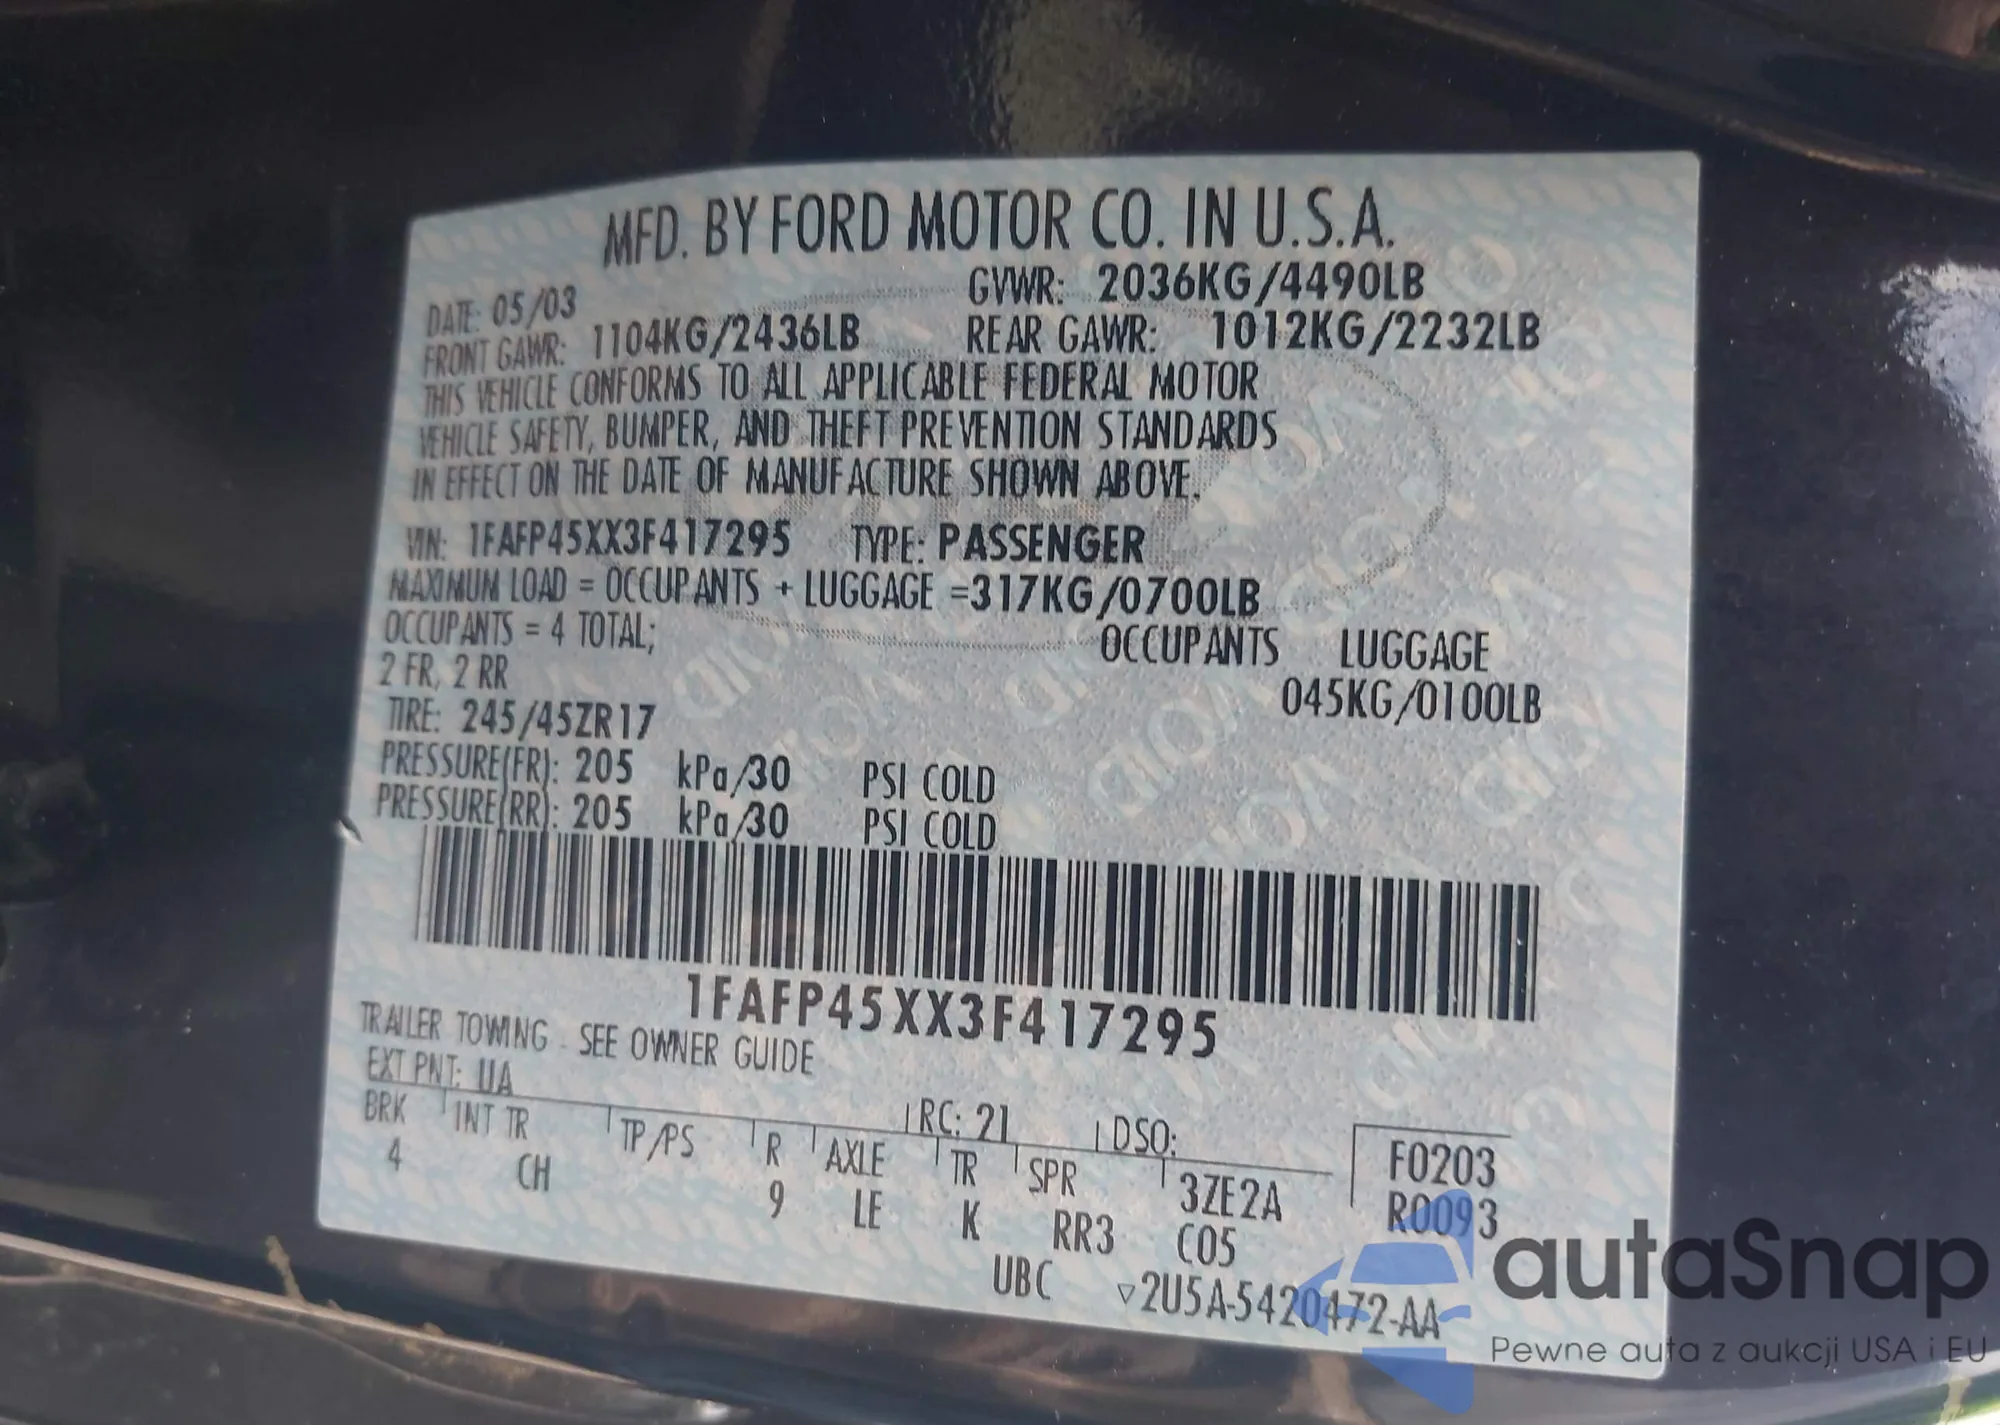 MFD. BY FORD MOTOR CO. IN U.S.A.
DATE: 05/03 GVWR: 2036KG/4490LB
FRONT GAWR: 1104KG/2436LB REAR GAWR: 1012KG/2232LB
THIS VEHICLE CONFORMS TO ALL APPLICABLE FEDERAL MOTOR
VEHICLE SAFETY, BUMPER, AND THEFT PREVENTION STANDARDS
IN EFFECT ON THE DATE OF MANUFACTURE SHOWN ABOVE.
VIN: 1FAFP45XX3F417295 TYPE: PASSENGER
MAXIMUM LOAD = OCCUPANTS + LUGGAGE =317KG/0700LB
OCCUPANTS = 4 TOTAL; OCCUPANTS LUGGAGE
2 FR, 2 RR 045KG/0100LB
TIRE: 245/45ZR17
PRESSURE(FR): 205 kPa/30 PSI COLD
PRESSURE(RR): 205 kPa/30 PSI COLD
1FAFP45XX3F417295
TRAILER TOWING - SEE OWNER GUIDE
EXT PNT: UA RC: 21 DSO: F0203
BRK INT TR TP/PS R AXLE TR SPR 3ZE2A R0093
4 CH 9 LE K RR3 C05
UBC ▽2U5A-5420472-AA
autaSnap
Pewne auta z aukcji USA i EU